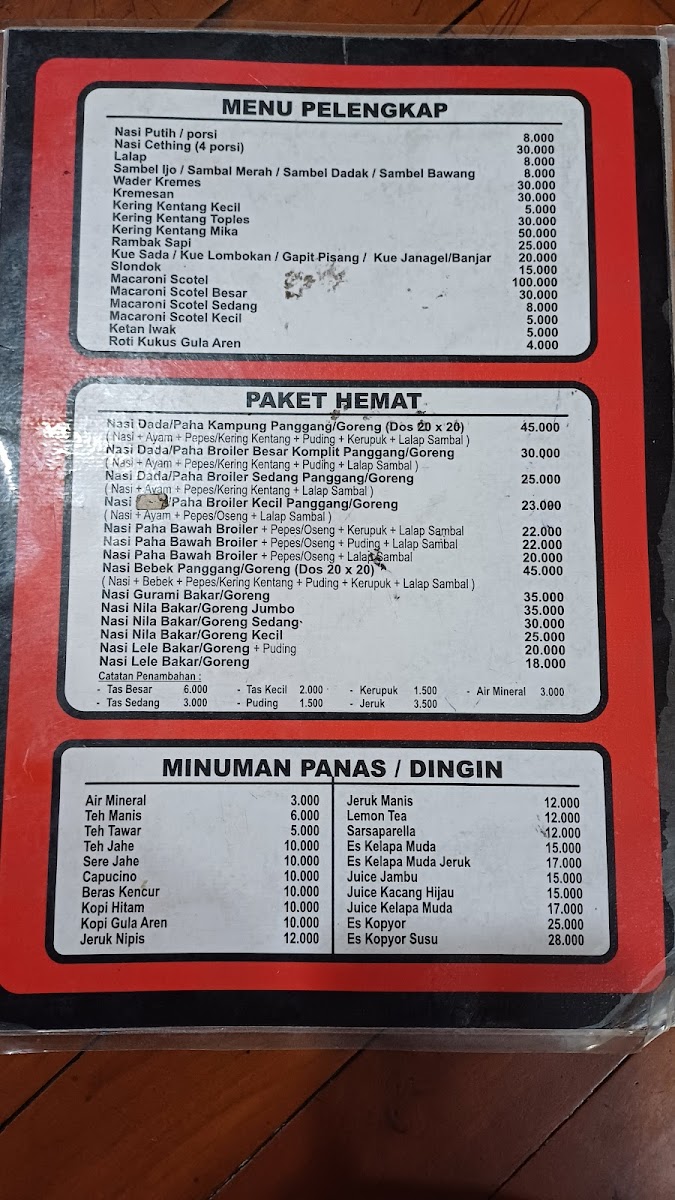 MENU PELENGKAP
Nasi Putih / porsi 8.000
Nasi Cething (4 porsi) 30.000
Lalap 8.000
Sambel Ijo / Sambal Merah / Sambel Dadak / Sambel Bawang 8.000
Wader Kremes 30.000
Kremesan 30.000
Kering Kentang Kecil 5.000
Kering Kentang Toples 30.000
Kering Kentang Mika 50.000
Rambak Sapi 25.000
Kue Sada / Kue Lombokan / Gapit Pisang / Kue Janagel/Banjar 20.000
Slondok 15.000
Macaroni Scotel 100.000
Macaroni Scotel Besar 30.000
Macaroni Scotel Sedang 8.000
Macaroni Scotel Kecil 5.000
Ketan Iwak 5.000
Roti Kukus Gula Aren 4.000
PAKET HEMAT
Nasi Dada/Paha Kampung Panggang/Goreng (Dos 20 x 20) 45.000
( Nasi + Ayam + Pepes/Kering Kentang + Puding + Kerupuk + Lalap Sambal )
Nasi Dada/Paha Broiler Besar Komplit Panggang/Goreng 30.000
( Nasi + Ayam + Pepes/Kering Kentang + Puding + Lalap Sambal )
Nasi Dada/Paha Broiler Sedang Panggang/Goreng 25.000
( Nasi + Ayam + Pepes/Kering Kentang + Lalap Sambal )
Nasi /Paha Broiler Kecil Panggang/Goreng 23.000
( Nasi + Ayam + Pepes/Oseng + Lalap Sambal )
Nasi Paha Bawah Broiler + Pepes/Oseng + Kerupuk + Lalap Sambal 22.000
Nasi Paha Bawah Broiler + Pepes/Oseng + Puding + Lalap Sambal 22.000
Nasi Paha Bawah Broiler + Pepes/Oseng + Lalap Sambal 20.000
Nasi Bebek Panggang/Goreng (Dos 20 x 20) 45.000
( Nasi + Bebek + Pepes/Kering Kentang + Puding + Kerupuk + Lalap Sambal )
Nasi Gurami Bakar/Goreng 35.000
Nasi Nila Bakar/Goreng Jumbo 35.000
Nasi Nila Bakar/Goreng Sedang 30.000
Nasi Nila Bakar/Goreng Kecil 25.000
Nasi Lele Bakar/Goreng + Puding 20.000
Nasi Lele Bakar/Goreng 18.000
Catatan Penambahan :
- Tas Besar 6.000 - Tas Kecil 2.000 - Kerupuk 1.500 - Air Mineral 3.000
- Tas Sedang 3.000 - Puding 1.500 - Jeruk 3.500
MINUMAN PANAS / DINGIN
Air Mineral 3.000
Teh Manis 6.000
Teh Tawar 5.000
Teh Jahe 10.000
Sere Jahe 10.000
Capucino 10.000
Beras Kencur 10.000
Kopi Hitam 10.000
Kopi Gula Aren 10.000
Jeruk Nipis 12.000
Jeruk Manis 12.000
Lemon Tea 12.000
Sarsaparella 12.000
Es Kelapa Muda 15.000
Es Kelapa Muda Jeruk 17.000
Juice Jambu 15.000
Juice Kacang Hijau 15.000
Juice Kelapa Muda 17.000
Es Kopyor 25.000
Es Kopyor Susu 28.000